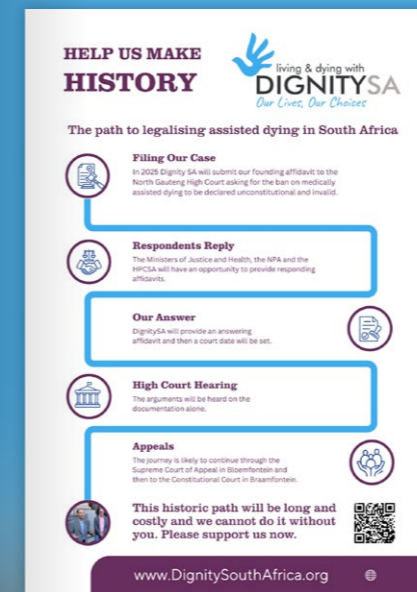 HELP US MAKE
HISTORY
living & dying with
DIGNITYSA
Our Lives, Our Choices
The path to legalising assisted dying in South Africa
Filing Our Case
In 2025 Dignity SA will submit our founding affidavit to the
North Gauteng High Court asking for the ban on medically
assisted dying to be declared unconstitutional and invalid.
Respondents Reply
The Ministers of Justice and Health, the NPA and the
HPCSA will have an opportunity to provide responding
affidavits.
Our Answer
DignitySA will provide an answering
affidavit and then a court date will be set.
High Court Hearing
The arguments will be heard on the
documentation alone.
Appeals
The journey is likely to continue through the
Supreme Court of Appeal in Bloemfontein and
then to the Constitutional Court in Braamfontein.
This historic path will be long and
costly and we cannot do it without
you. Please support us now.
www.DignitySouthAfrica.org